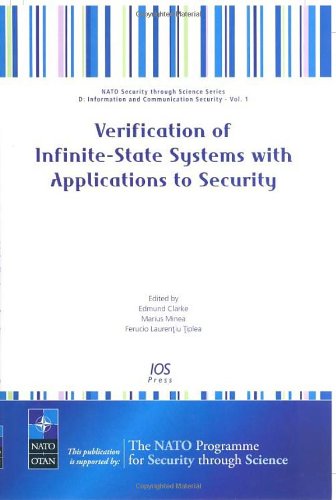 Copyrighted Material
NATO Security through Science Series
D: Information and Communication Security - Vol. 1
Verification of
Infinite-State Systems with
Applications to Security
Edited by
Edmund Clarke
Marius Minea
Ferucio Laurenţiu Ţiplea
IOS
Press
NATO
OTAN
This publication
is supported by:
The NATO Programme
for Security through Science
Copyrighted Material